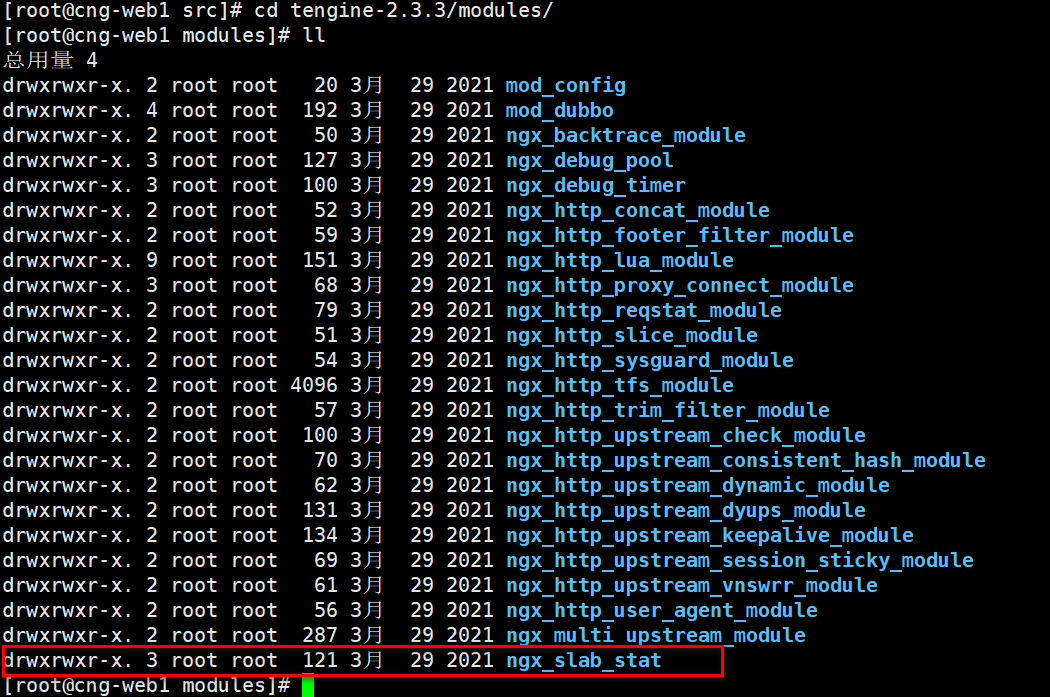 [root@cng-web1 src]# cd tengine-2.3.3/modules/
[root@cng-web1 modules]# ll
总用量 4
drwxrwxr-x. 2 root root   20 3月  29 2021 mod_config
drwxrwxr-x. 4 root root  192 3月  29 2021 mod_dubbo
drwxrwxr-x. 2 root root   50 3月  29 2021 ngx_backtrace_module
drwxrwxr-x. 3 root root  127 3月  29 2021 ngx_debug_pool
drwxrwxr-x. 3 root root  100 3月  29 2021 ngx_debug_timer
drwxrwxr-x. 2 root root   52 3月  29 2021 ngx_http_concat_module
drwxrwxr-x. 2 root root   59 3月  29 2021 ngx_http_footer_filter_module
drwxrwxr-x. 9 root root  151 3月  29 2021 ngx_http_lua_module
drwxrwxr-x. 3 root root   68 3月  29 2021 ngx_http_proxy_connect_module
drwxrwxr-x. 2 root root   79 3月  29 2021 ngx_http_reqstat_module
drwxrwxr-x. 2 root root   51 3月  29 2021 ngx_http_slice_module
drwxrwxr-x. 2 root root   54 3月  29 2021 ngx_http_sysguard_module
drwxrwxr-x. 2 root root 4096 3月  29 2021 ngx_http_tfs_module
drwxrwxr-x. 2 root root   57 3月  29 2021 ngx_http_trim_filter_module
drwxrwxr-x. 2 root root  100 3月  29 2021 ngx_http_upstream_check_module
drwxrwxr-x. 2 root root   70 3月  29 2021 ngx_http_upstream_consistent_hash_module
drwxrwxr-x. 2 root root   62 3月  29 2021 ngx_http_upstream_dynamic_module
drwxrwxr-x. 2 root root  131 3月  29 2021 ngx_http_upstream_dyups_module
drwxrwxr-x. 2 root root  134 3月  29 2021 ngx_http_upstream_keepalive_module
drwxrwxr-x. 2 root root   69 3月  29 2021 ngx_http_upstream_session_sticky_module
drwxrwxr-x. 2 root root   61 3月  29 2021 ngx_http_upstream_vnswrr_module
drwxrwxr-x. 2 root root   56 3月  29 2021 ngx_http_user_agent_module
drwxrwxr-x. 2 root root  287 3月  29 2021 ngx_multi_upstream_module
drwxrwxr-x. 3 root root  121 3月  29 2021 ngx_slab_stat
[root@cng-web1 modules]#